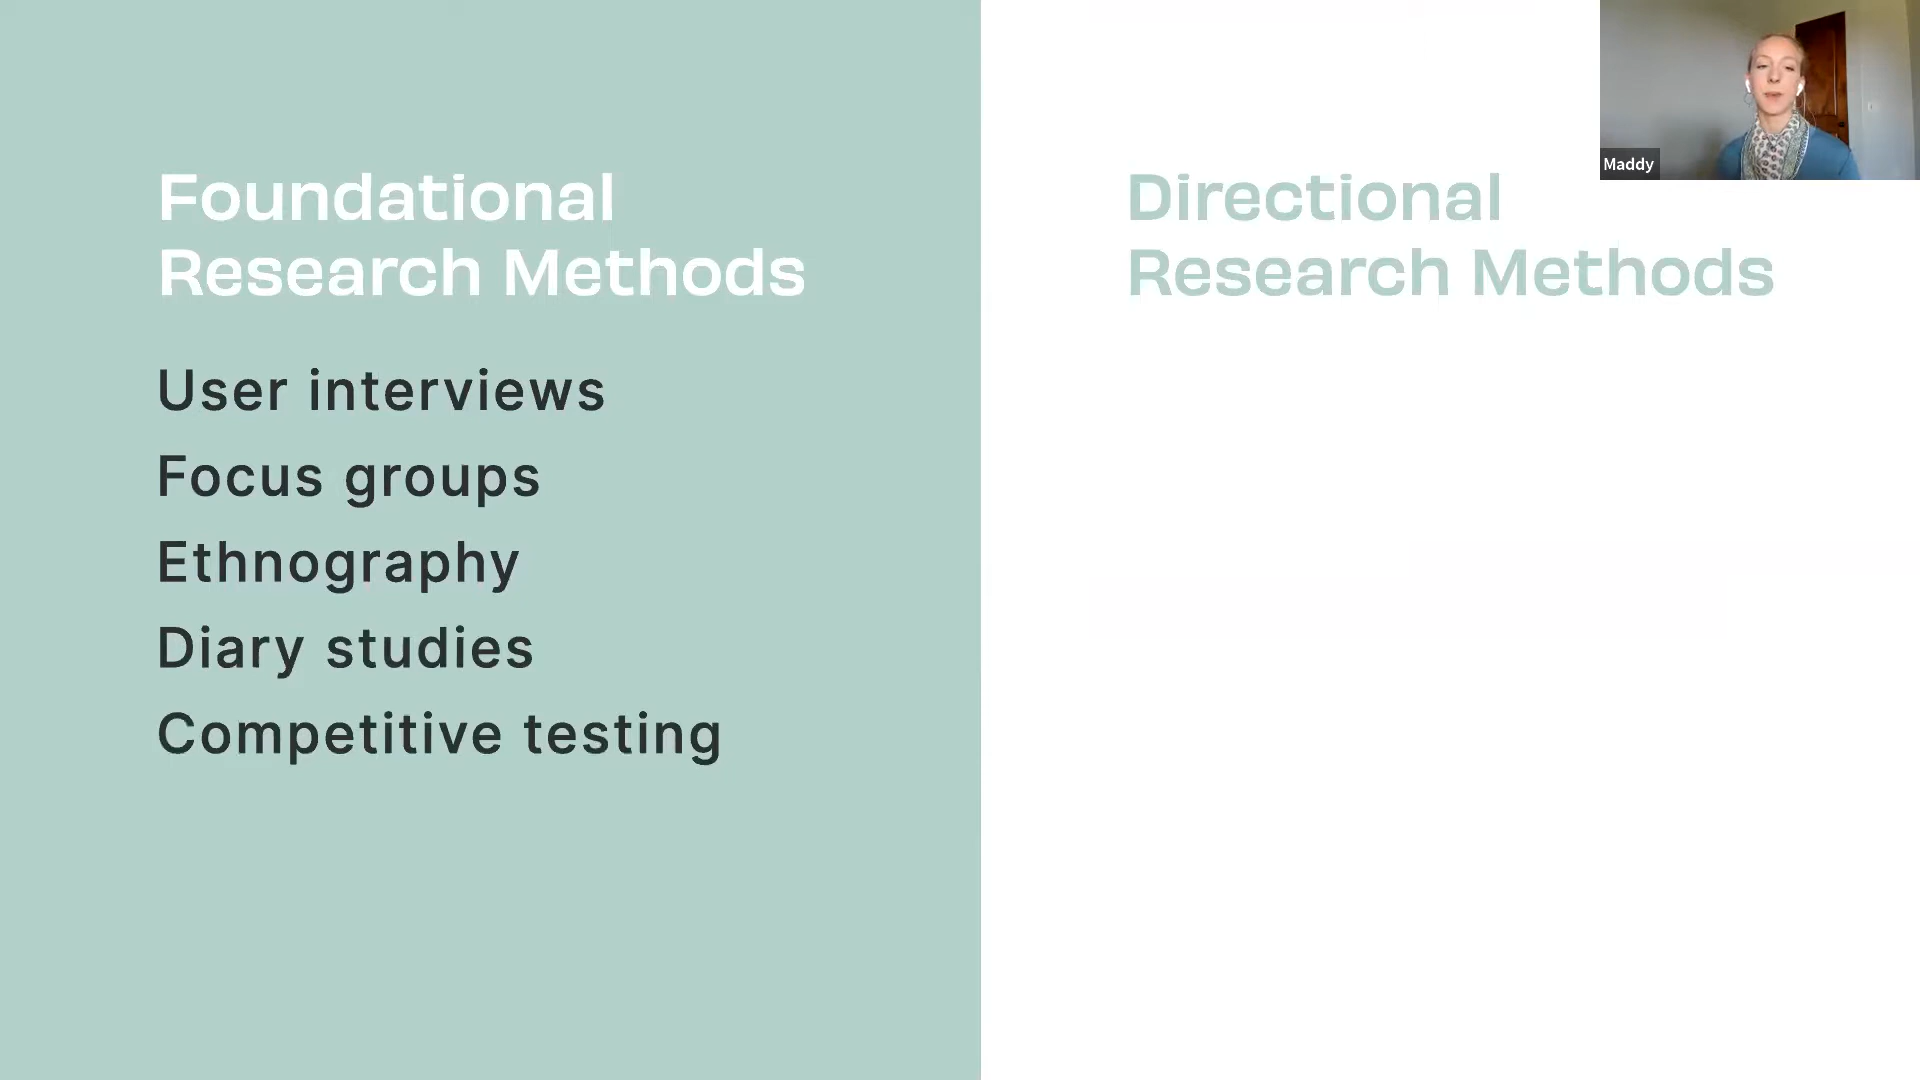 Foundational
Research Methods
User interviews
Focus groups
Ethnography
Diary studies
Competitive testing
Directional
Research Methods
Maddy